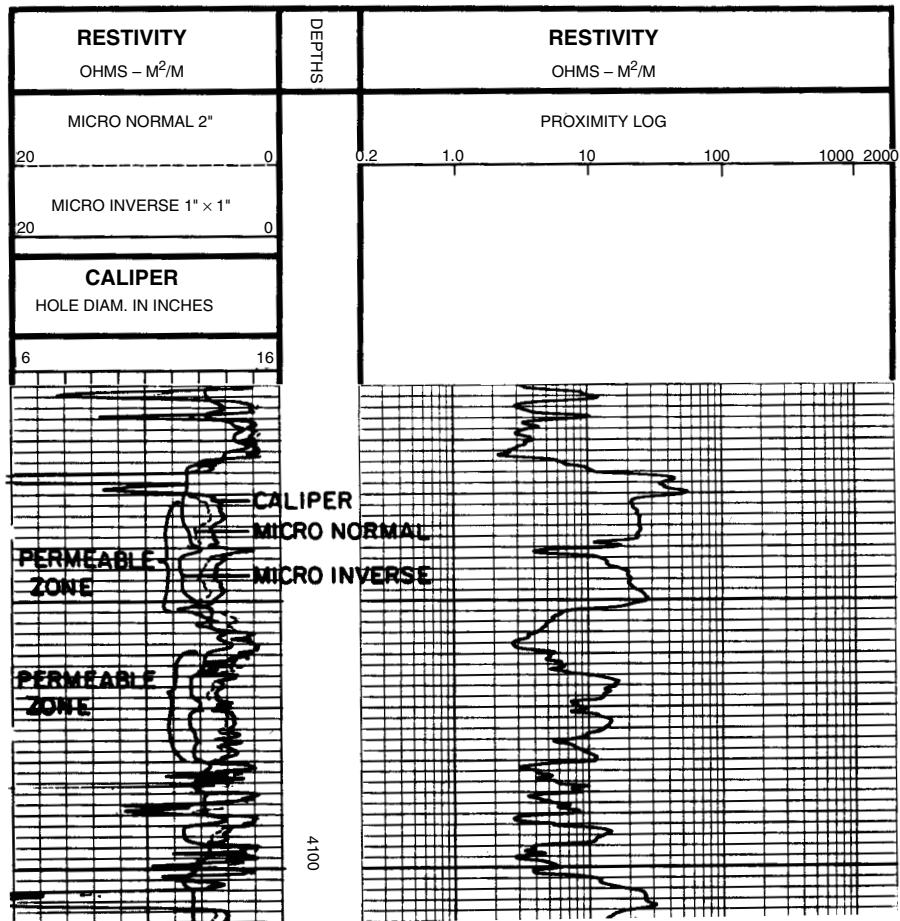 RESTIVITY
OHMS – M²/M
DEPTHS
RESTIVITY
OHMS – M²/M
MICRO NORMAL 2"
20 0
MICRO INVERSE 1" × 1"
20 0
PROXIMITY LOG
0.2 1.0 10 100 1000 2000
CALIPER
HOLE DIAM. IN INCHES
6 16
CALIPER
MICRO NORMAL
MICRO INVERSE
PERMEABLE
ZONE
PERMEABLE
ZONE
4100